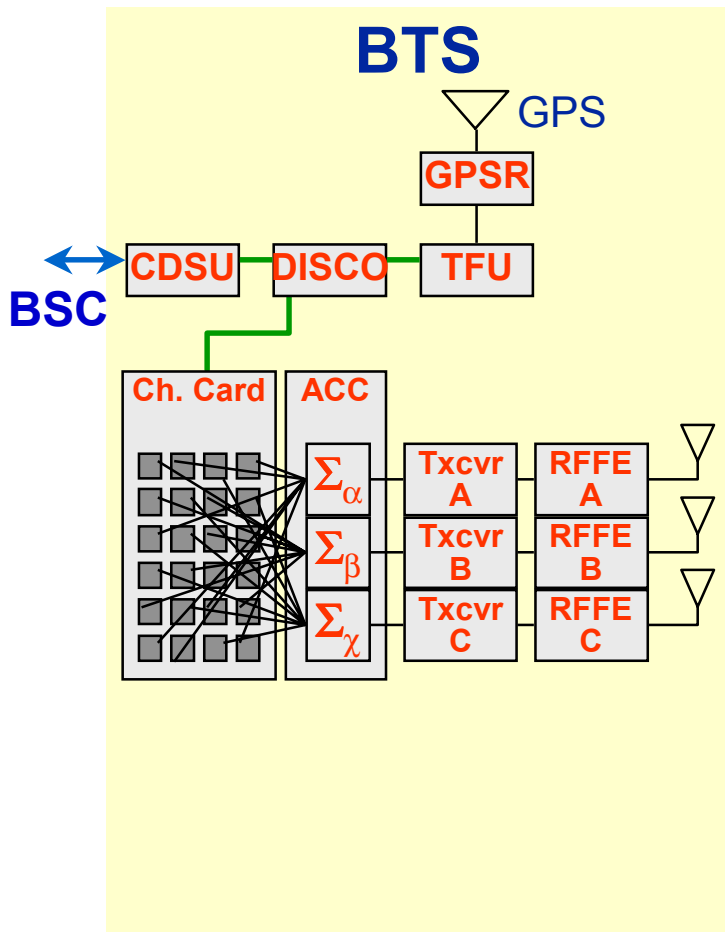 BTS
GPS
GPSR
CDSU
DISCO
TFU
BSC
Ch. Card
ACC
Σα
Txcvr
A
RFFE
A
Σβ
Txcvr
B
RFFE
B
Σχ
Txcvr
C
RFFE
C